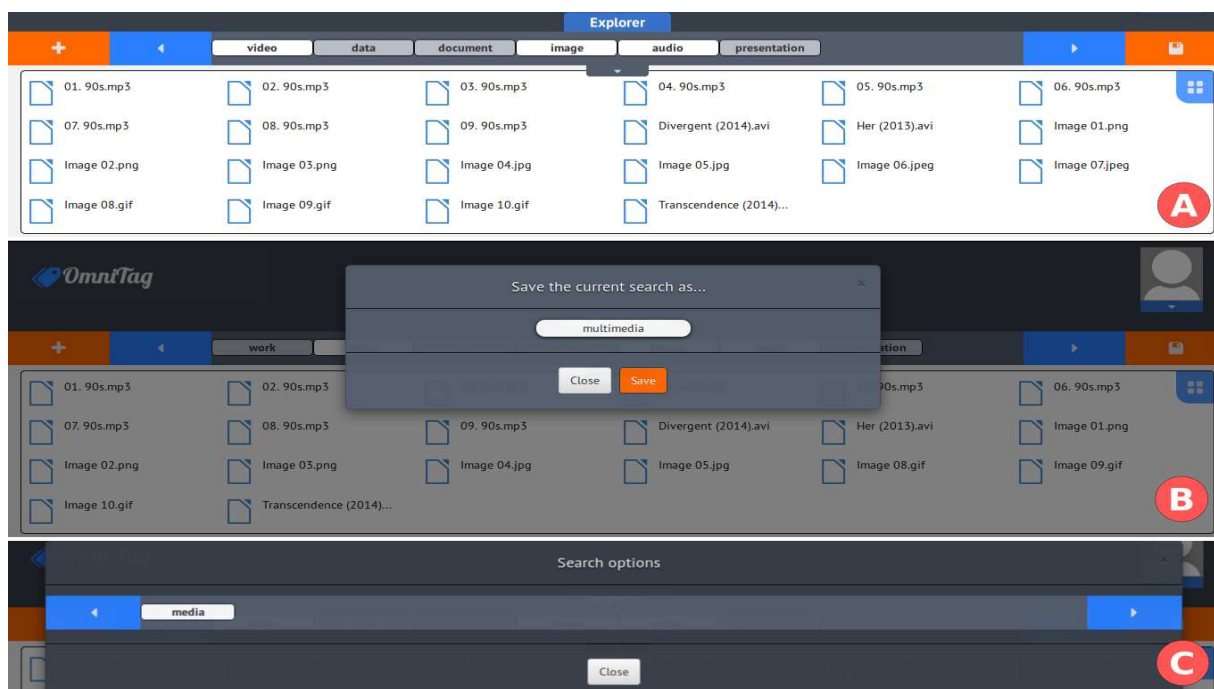 Explorer
video data document image audio presentation
01. 90s.mp3 02. 90s.mp3 03. 90s.mp3 04. 90s.mp3 05. 90s.mp3 06. 90s.mp3
07. 90s.mp3 08. 90s.mp3 09. 90s.mp3 Divergent (2014).avi Her (2013).avi Image 01.png
Image 02.png Image 03.png Image 04.jpg Image 05.jpg Image 06.jpeg Image 07.jpeg
Image 08.gif Image 09.gif Image 10.gif Transcendence (2014)...
A
OmniTag
Save the current search as...
multimedia
work ation
Close Save
01. 90s.mp3 02. 90s.mp3 90s.mp3 06. 90s.mp3
07. 90s.mp3 08. 90s.mp3 09. 90s.mp3 Divergent (2014).avi Her (2013).avi Image 01.png
Image 02.png Image 03.png Image 04.jpg Image 05.jpg Image 08.gif Image 09.gif
Image 10.gif Transcendence (2014)...
B
Search options
media
Close
C